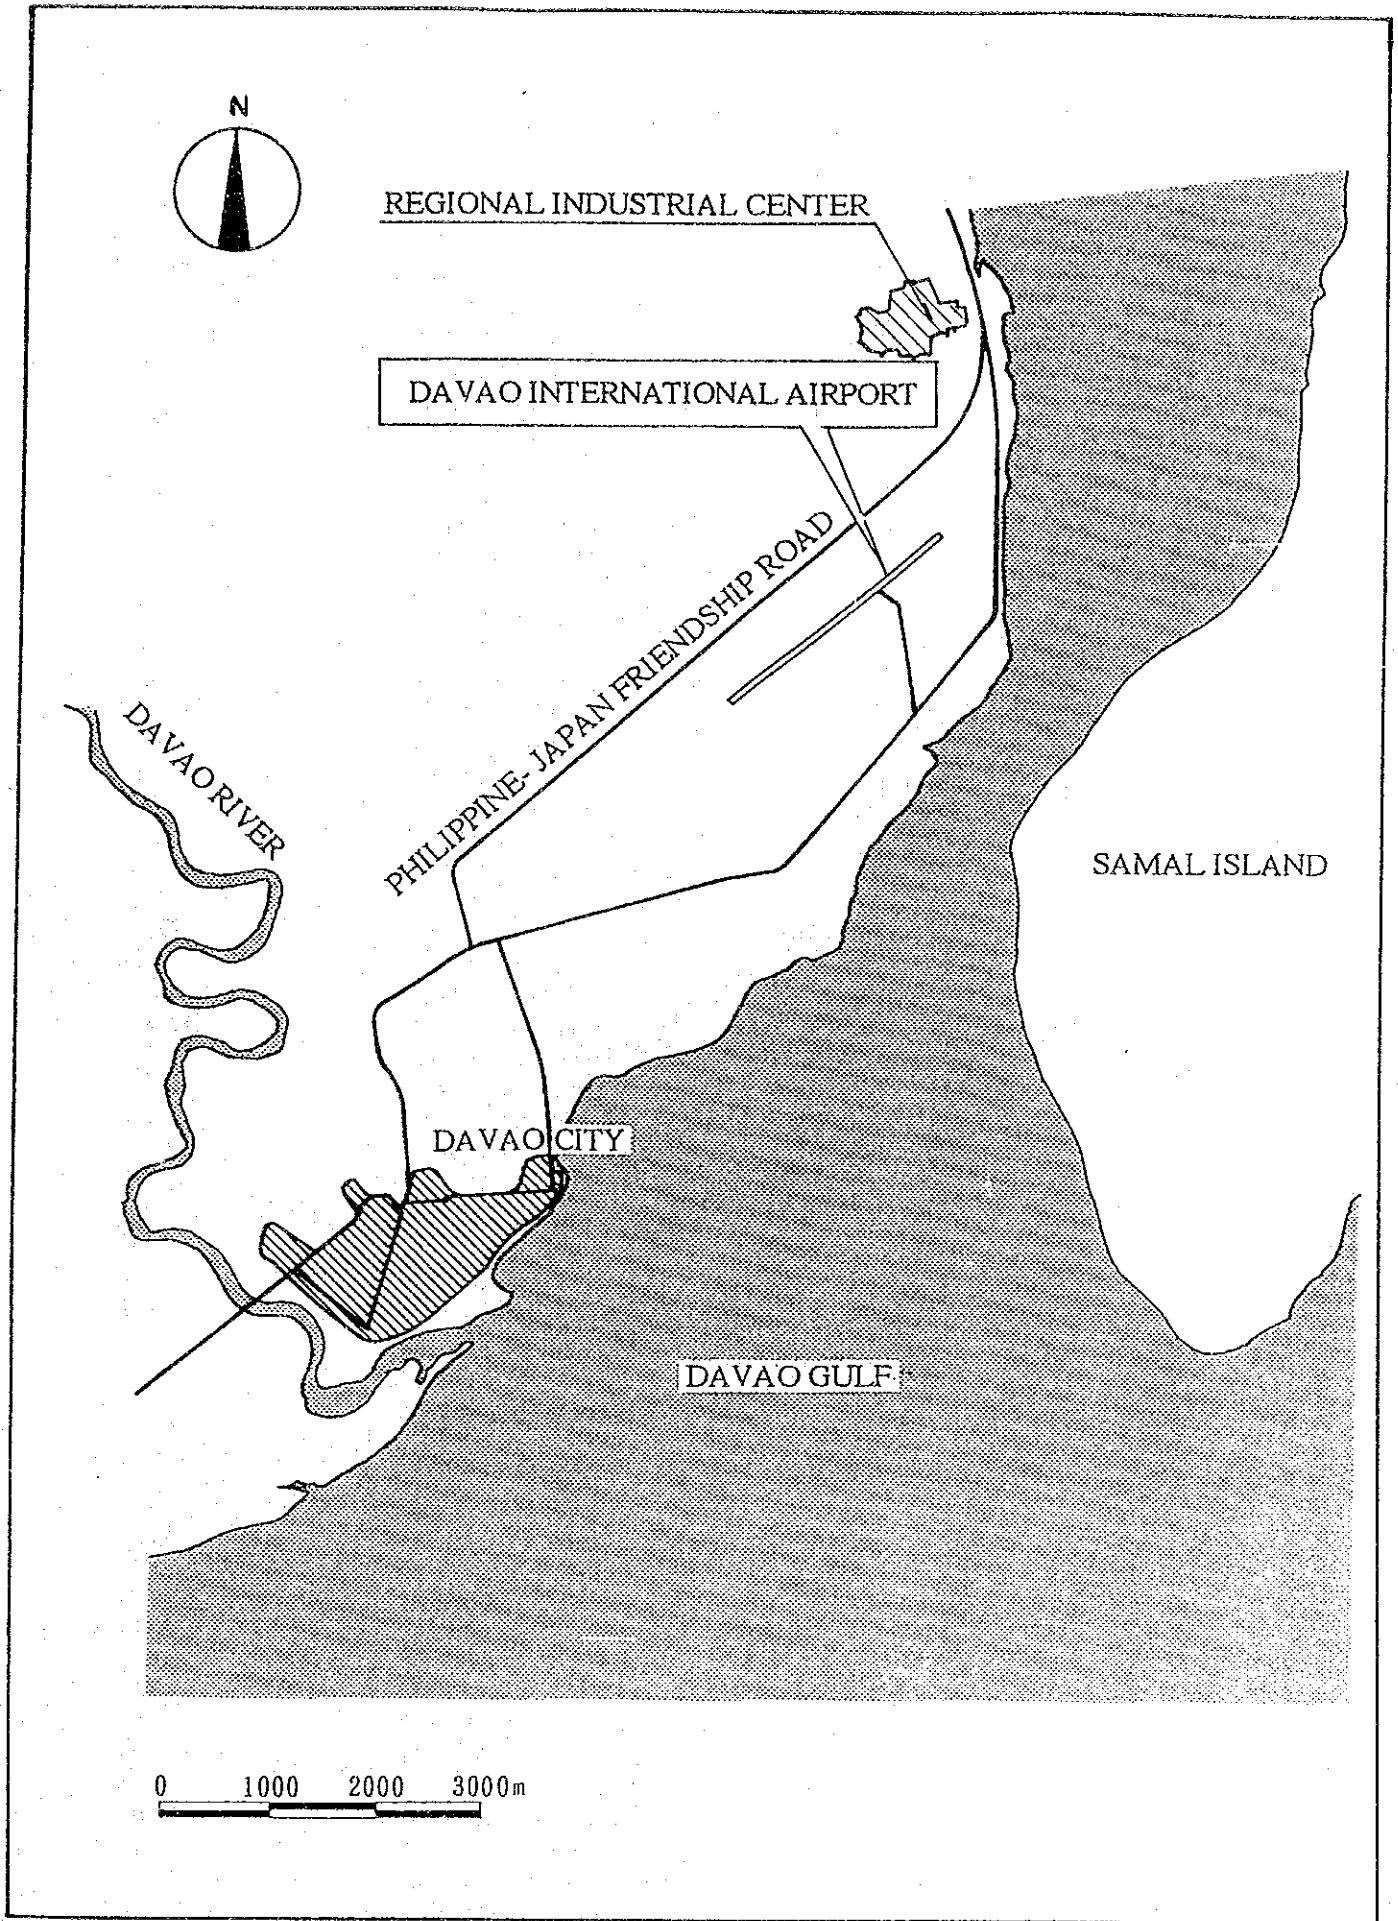 N
REGIONAL INDUSTRIAL CENTER
DAVAO INTERNATIONAL AIRPORT
PHILIPPINE-JAPAN FRIENDSHIP ROAD
DAVAO RIVER
SAMAL ISLAND
DAVAO CITY
DAVAO GULF
0 1000 2000 3000m